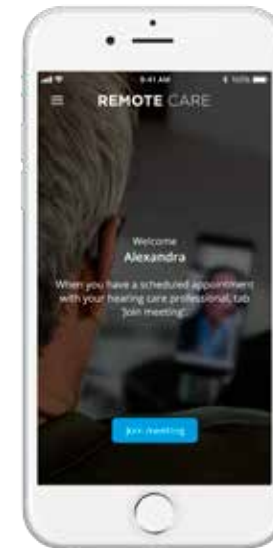 9:41 AM 100%
REMOTE CARE
Welcome
Alexandra
When you have a scheduled appointment
with your hearing care professional, tab
'Join meeting'.
Join meeting